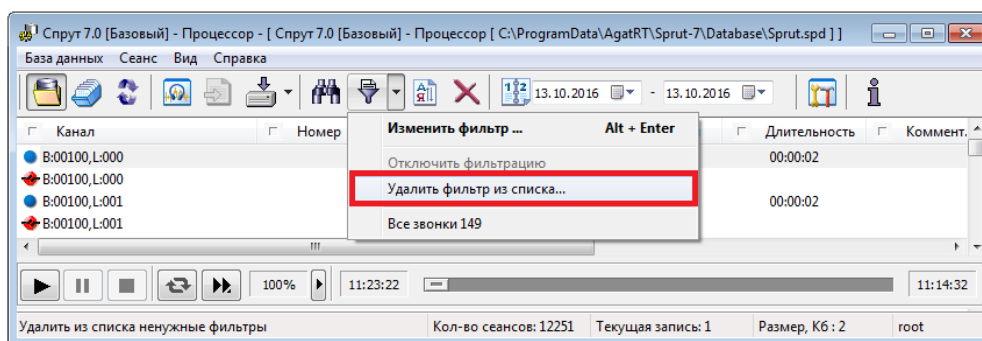 Спрут 7.0 [Базовый] - Процессор - [ Спрут 7.0 [Базовый] - Процессор [ C:\ProgramData\AgatRT\Sprut-7\Database\Sprut.spd ] ]
База данных Сеанс Вид Справка
А Я 13.10.2016 - 13.10.2016
Канал Номер Длительность Коммент.
Изменить фильтр ... Alt + Enter
B:00100,L:000 00:00:02
Отключить фильтрацию
B:00100,L:000
Удалить фильтр из списка...
B:00100,L:001 00:00:02
B:00100,L:001
Все звонки 149
100% 11:23:22 11:14:32
Удалить из списка ненужные фильтры Кол-во сеансов: 12251 Текущая запись: 1 Размер, Кб : 2 root